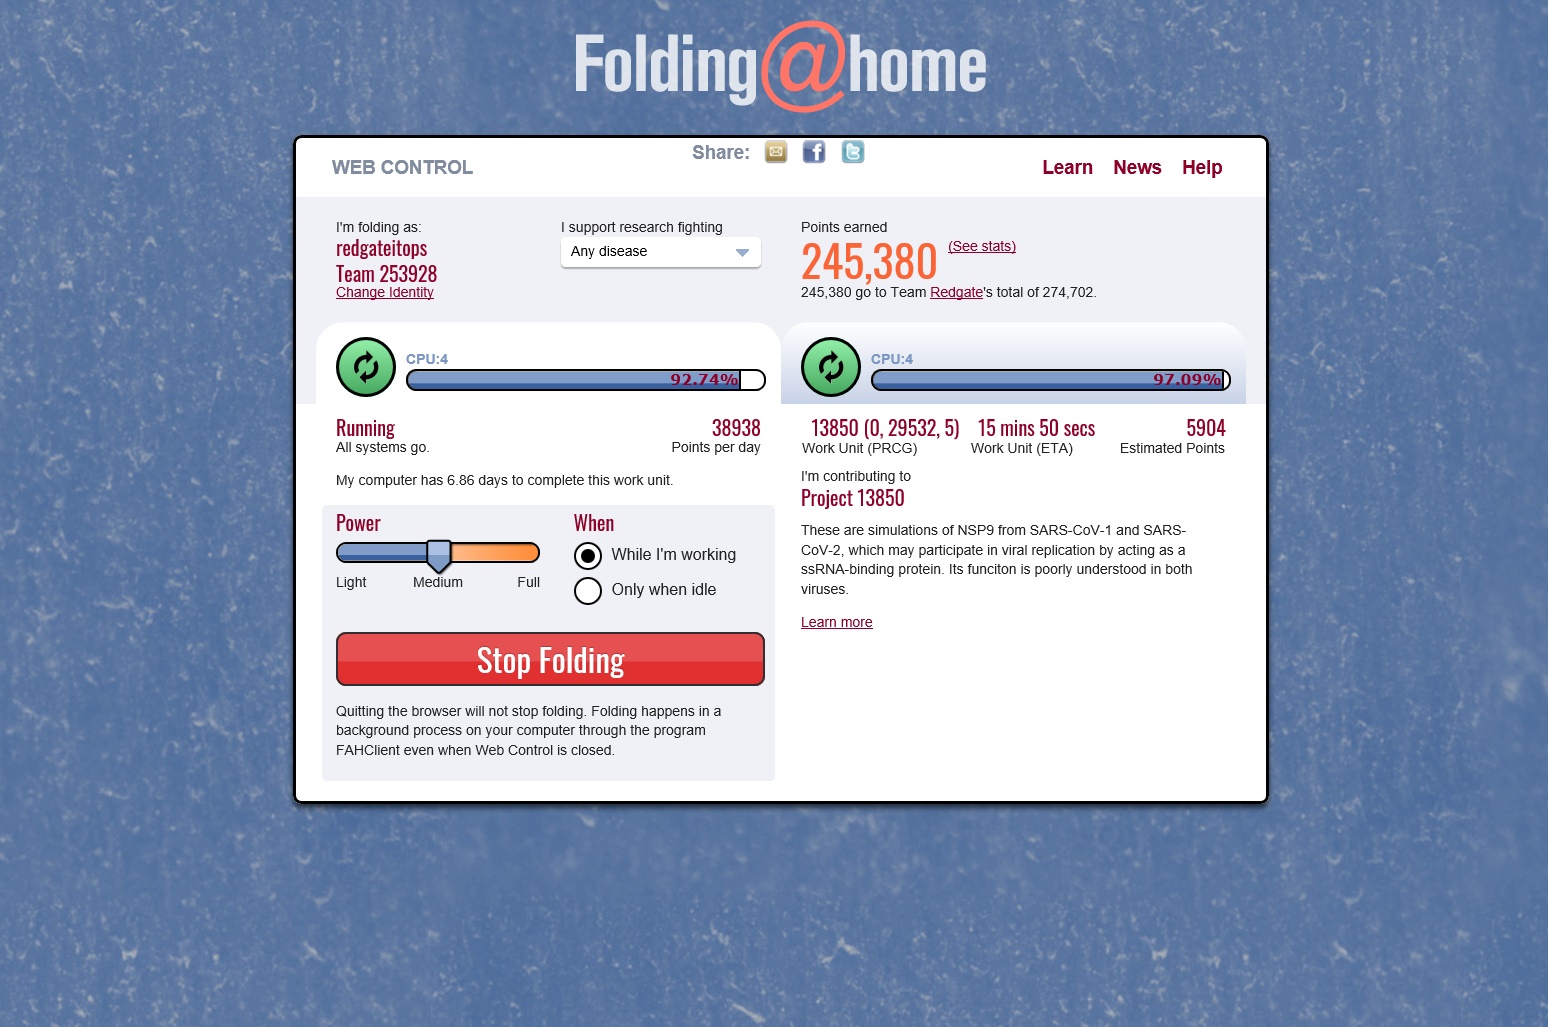 Folding@home
WEB CONTROL
Share:
Learn News Help
I'm folding as:
redgateitops
Team 253928
Change Identity
I support research fighting
Any disease
Points earned
245,380 (See stats)
245,380 go to Team Redgate's total of 274,702.
CPU:4
92.74%
CPU:4
97.09%
Running
All systems go.
38938
Points per day
My computer has 6.86 days to complete this work unit.
Power
Light Medium Full
When
While I'm working
Only when idle
Stop Folding
Quitting the browser will not stop folding. Folding happens in a
background process on your computer through the program
FAHClient even when Web Control is closed.
13850 (0, 29532, 5) 15 mins 50 secs 5904
Work Unit (PRCG) Work Unit (ETA) Estimated Points
I'm contributing to
Project 13850
These are simulations of NSP9 from SARS-CoV-1 and SARS-
CoV-2, which may participate in viral replication by acting as a
ssRNA-binding protein. Its funciton is poorly understood in both
viruses.
Learn more